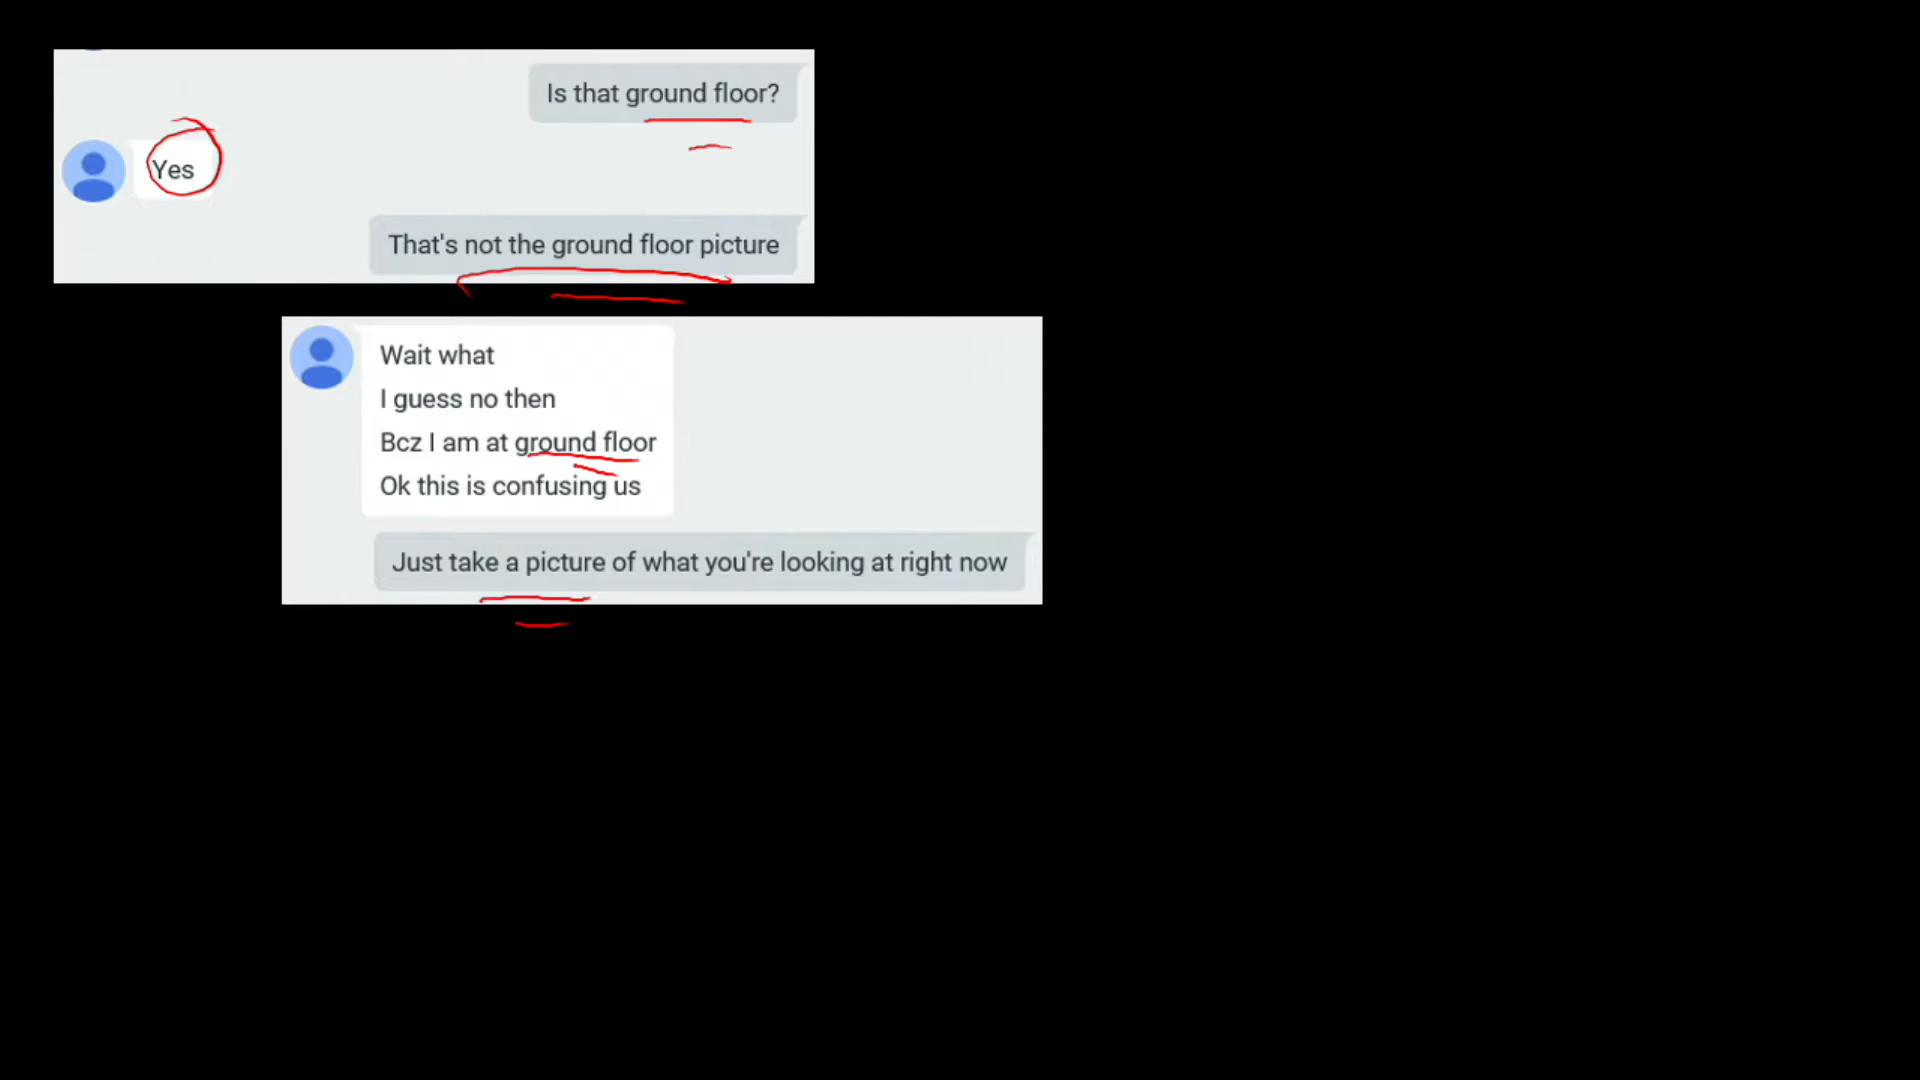 Is that ground floor?
Yes
That's not the ground floor picture
Wait what
I guess no then
Bcz I am at ground floor
Ok this is confusing us
Just take a picture of what you're looking at right now